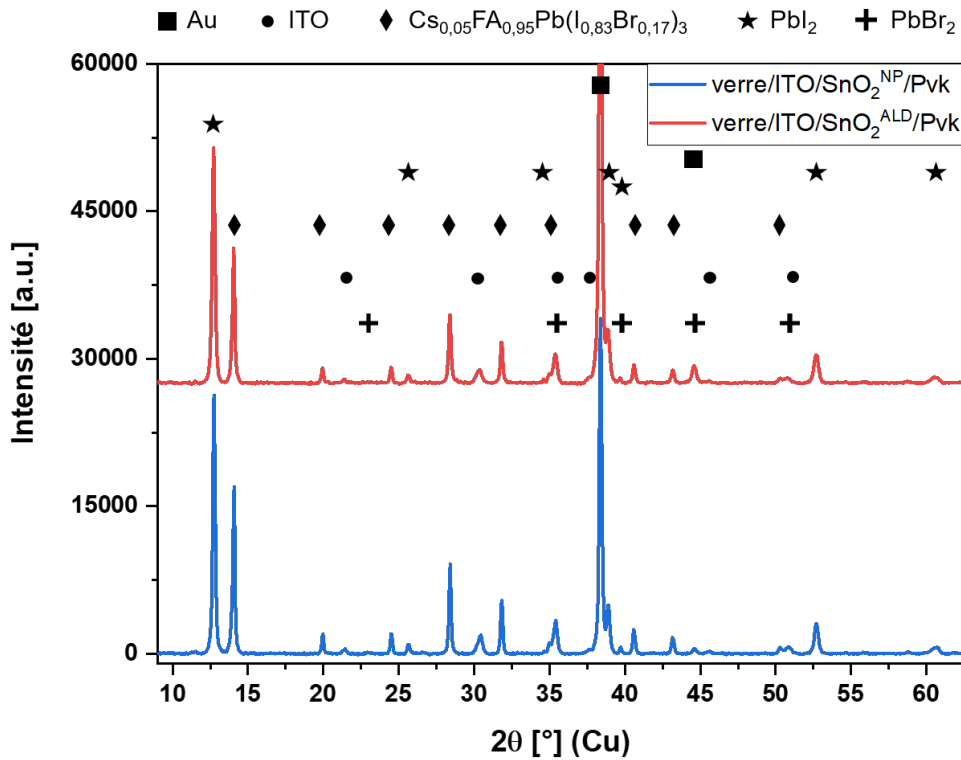 ■ Au ● ITO ♦ Cs0,05FA0,95Pb(I0,83Br0,17)3 ★ PbI2 ✚ PbBr2
60000
verre/ITO/SnO2NP/Pvk
verre/ITO/SnO2ALD/Pvk
45000
30000
15000
0
Intensité [a.u.]
10 15 20 25 30 35 40 45 50 55 60
2θ [°] (Cu)